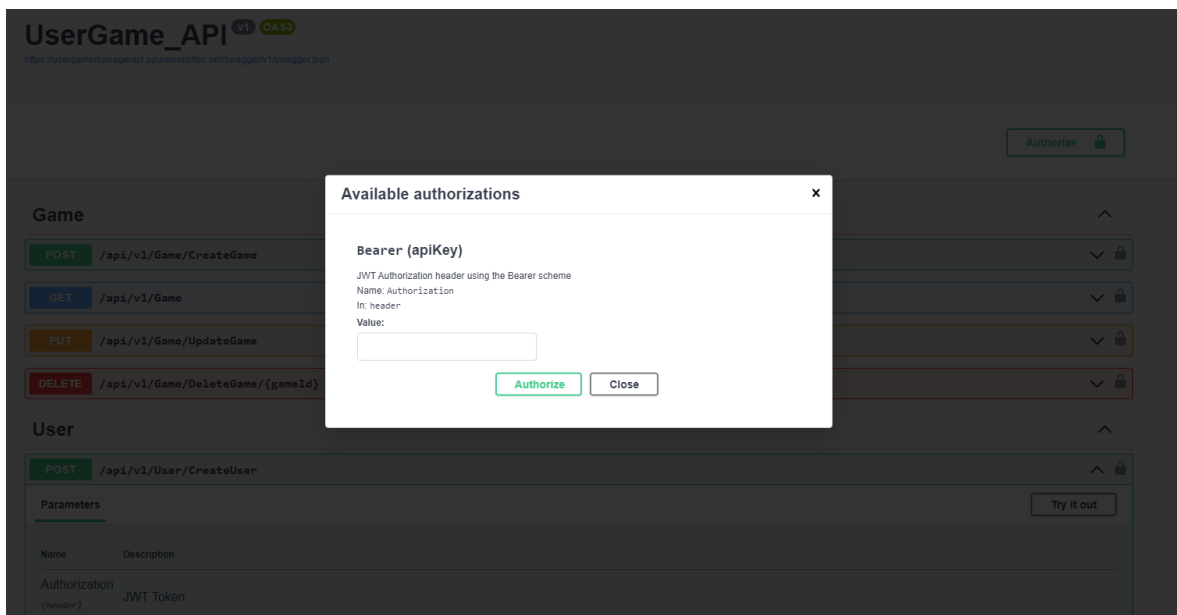 UserGame_API v1 OAS3
https://usergamemanagerapi.azurewebsites.net/swagger/v1/swagger.json
Authorize
Available authorizations x
Bearer (apiKey)
JWT Authorization header using the Bearer scheme
Name: Authorization
In: header
Value:
Authorize Close
Game
POST /api/v1/Game/CreateGame
GET /api/v1/Game
PUT /api/v1/Game/UpdateGame
DELETE /api/v1/Game/DeleteGame/{gameId}
User
POST /api/v1/User/CreateUser
Parameters Try it out
Name Description
Authorization JWT Token
(header)